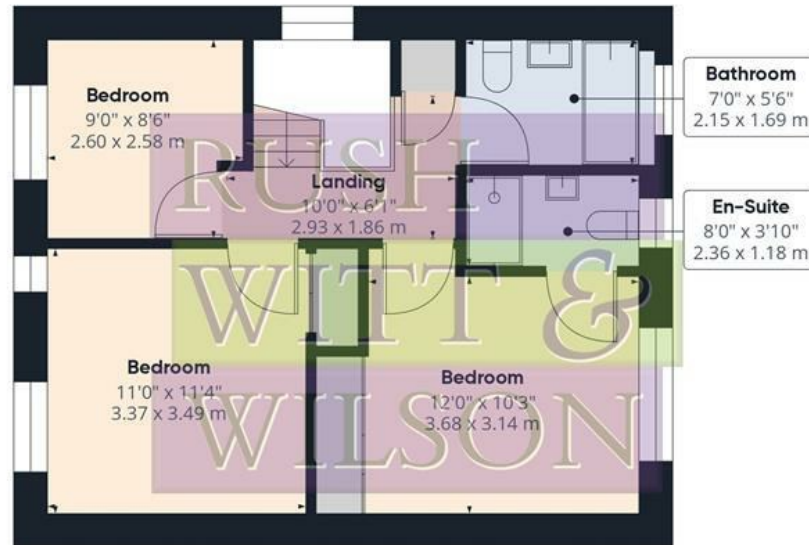 Bedroom
9'0" x 8'6"
2.60 x 2.58 m
Bathroom
7'0" x 5'6"
2.15 x 1.69 m
Landing
10'0" x 6'1"
2.93 x 1.86 m
En-Suite
8'0" x 3'10"
2.36 x 1.18 m
Bedroom
11'0" x 11'4"
3.37 x 3.49 m
Bedroom
12'0" x 10'3"
3.68 x 3.14 m
RUSH
WITT &
WILSON